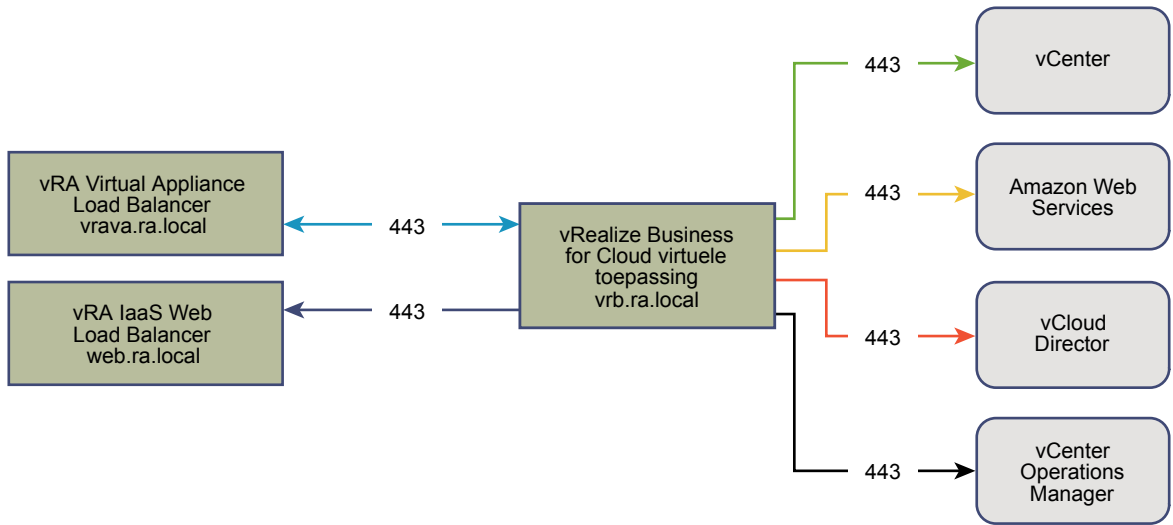 vRA Virtual Appliance
Load Balancer
vrava.ra.local
443
vRA IaaS Web
Load Balancer
web.ra.local
443
vRealize Business
for Cloud virtuele
toepassing
vrb.ra.local
443
vCenter
443
Amazon Web
Services
443
vCloud
Director
443
vCenter
Operations
Manager